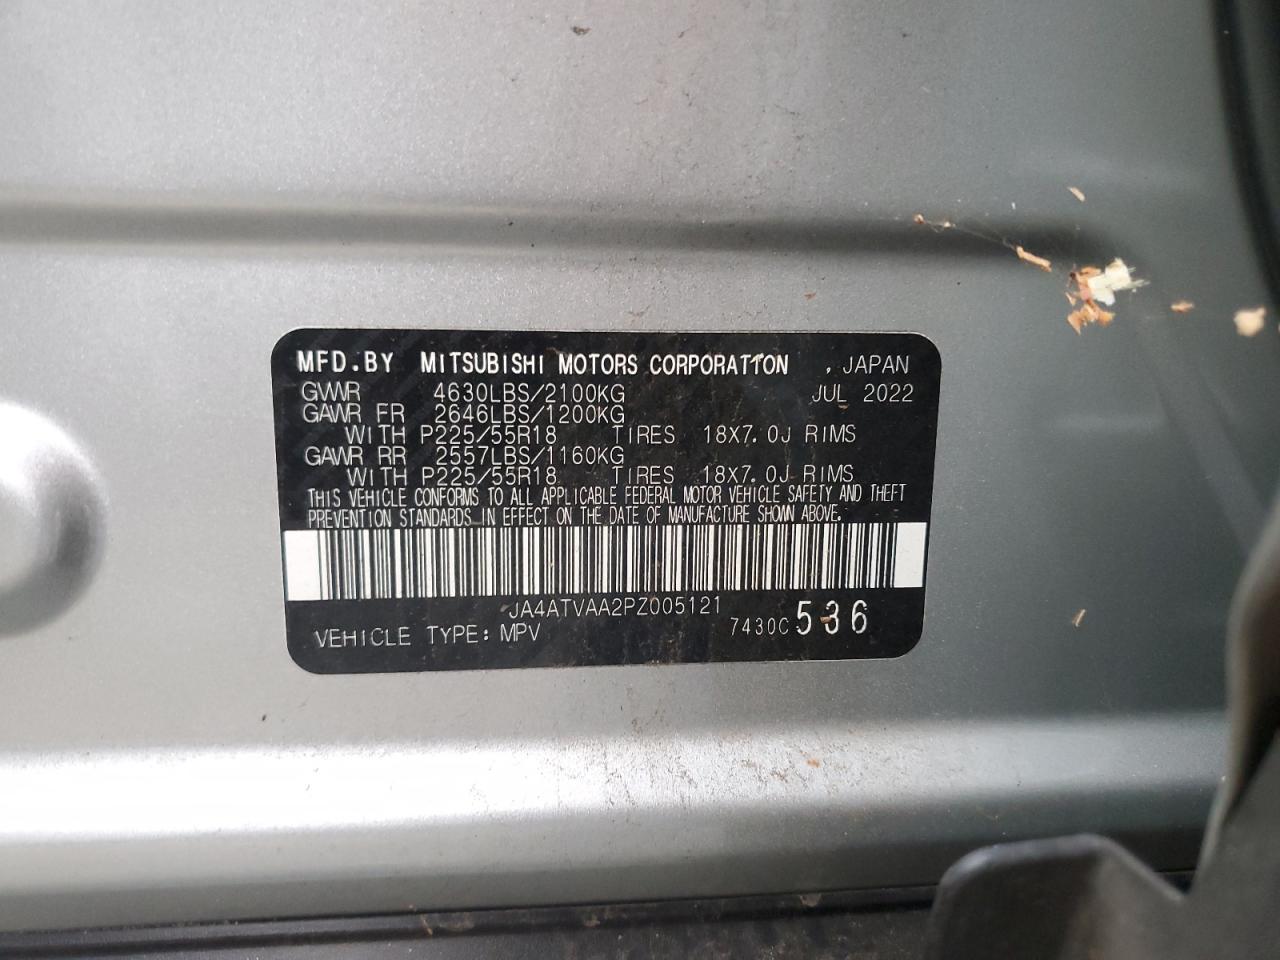 MFD.BY MITSUBISHI MOTORS CORPORATION , JAPAN
GVWR 4630LBS/2100KG JUL 2022
GAWR FR 2646LBS/1200KG
WITH P225/55R18 TIRES 18X7.0J RIMS
GAWR RR 2557LBS/1160KG
WITH P225/55R18 TIRES 18X7.0J RIMS
THIS VEHICLE CONFORMS TO ALL APPLICABLE FEDERAL MOTOR VEHICLE SAFETY AND THEFT
PREVENTION STANDARDS IN EFFECT ON THE DATE OF MANUFACTURE SHOWN ABOVE.
JA4ATVAA2PZ005121
VEHICLE TYPE: MPV 7430C 536